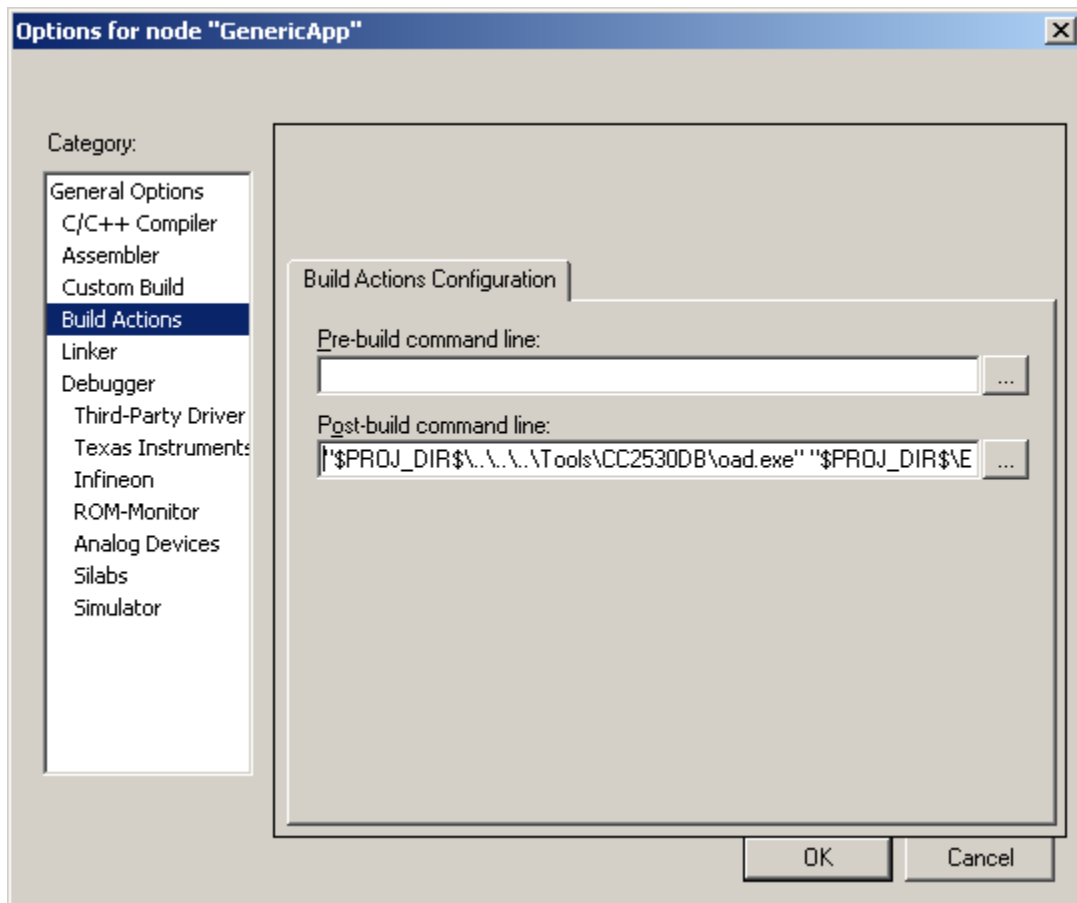 Options for node "GenericApp"
Category:
General Options
C/C++ Compiler
Assembler
Custom Build
Build Actions
Linker
Debugger
Third-Party Driver
Texas Instruments
Infineon
ROM-Monitor
Analog Devices
Silabs
Simulator
Build Actions Configuration
Pre-build command line:
...
Post-build command line:
"$PROJ_DIR$\..\..\..\Tools\CC2530DB\oad.exe" "$PROJ_DIR$\E
...
OK
Cancel